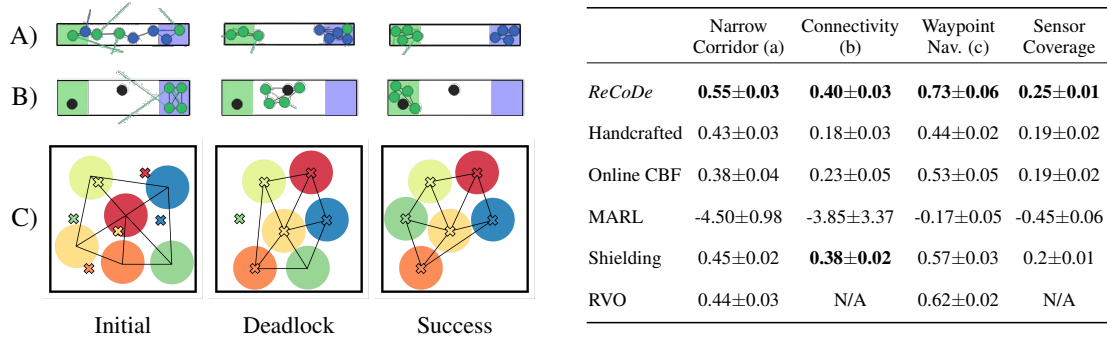 A)
B)
C)
Initial Deadlock Success
Narrow Connectivity Waypoint Sensor
Corridor (a) (b) Nav. (c) Coverage
ReCoDe 0.55±0.03 0.40±0.03 0.73±0.06 0.25±0.01
Handcrafted 0.43±0.03 0.18±0.03 0.44±0.02 0.19±0.02
Online CBF 0.38±0.04 0.23±0.05 0.53±0.05 0.19±0.02
MARL -4.50±0.98 -3.85±3.37 -0.17±0.05 -0.45±0.06
Shielding 0.45±0.02 0.38±0.02 0.57±0.03 0.2±0.01
RVO 0.44±0.03 N/A 0.62±0.02 N/A